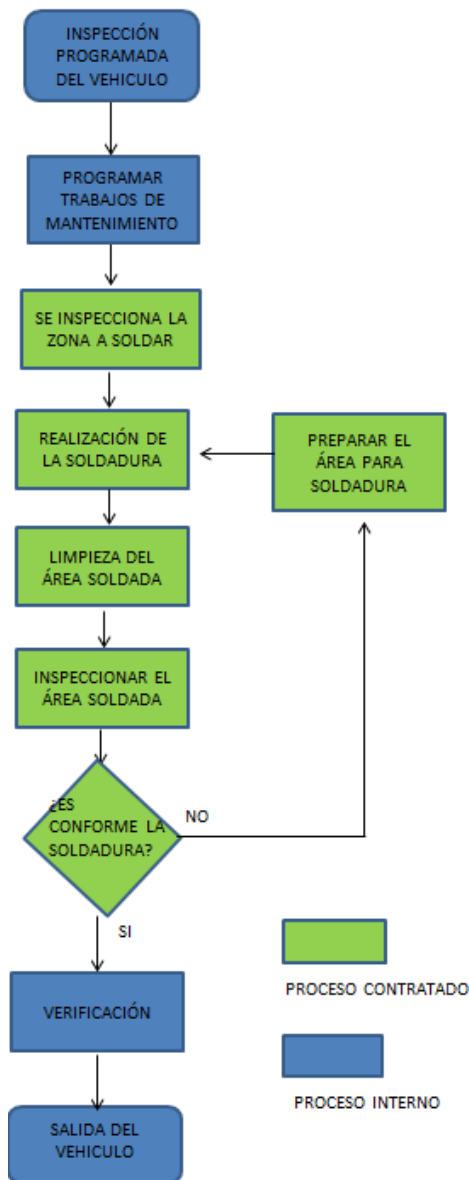 INSPECCIÓN
PROGRAMADA
DEL VEHICULO
PROGRAMAR
TRABAJOS DE
MANTENIMIENTO
SE INSPECCIONA LA
ZONA A SOLDAR
REALIZACIÓN DE
LA SOLDADURA
PREPARAR EL
ÁREA PARA
SOLDADURA
LIMPIEZA DEL
ÁREA SOLDADA
INSPECCIONAR EL
ÁREA SOLDADA
¿ES
CONFORME LA
SOLDADURA?
NO
SI
VERIFICACIÓN
SALIDA DEL
VEHICULO
PROCESO CONTRATADO
PROCESO INTERNO